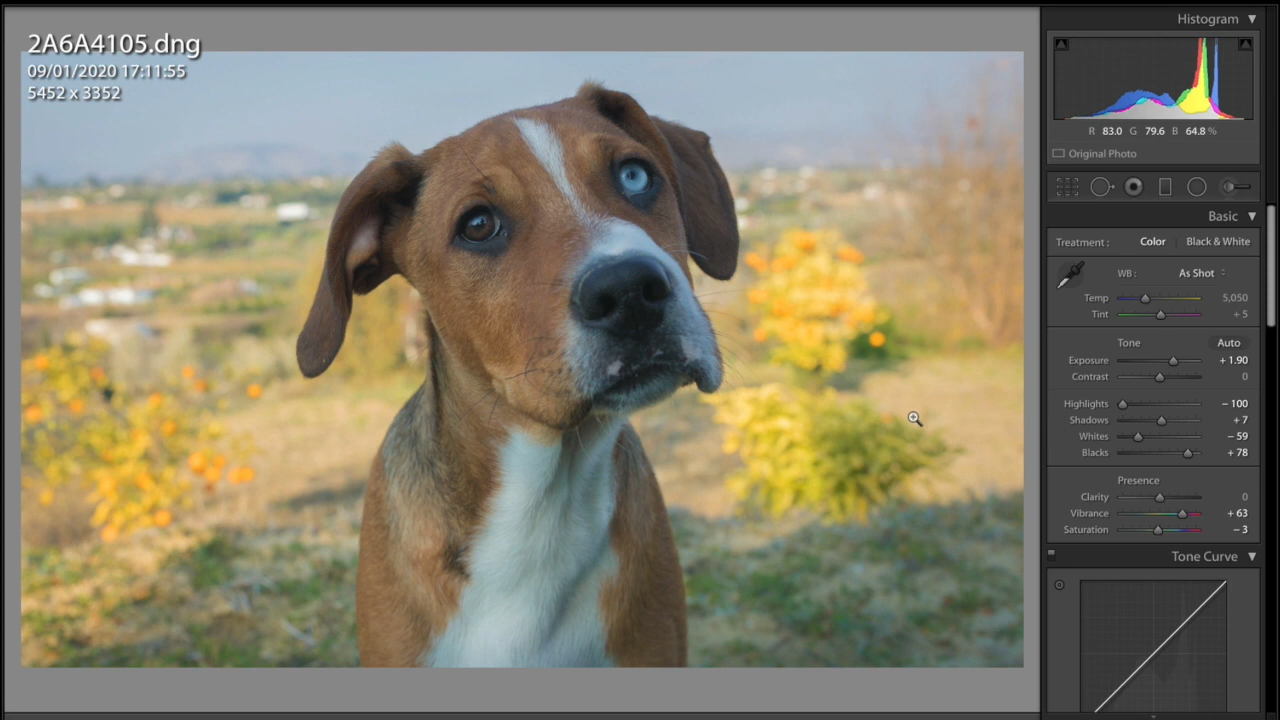 2A6A4105.dng
09/01/2020 17:11:55
5452 x 3352
Histogram
R 83.0 G 79.6 B 64.8 %
Original Photo
Basic
Treatment : Color Black & White
WB : As Shot
Temp 5,050
Tint + 5
Tone Auto
Exposure + 1.90
Contrast 0
Highlights − 100
Shadows + 7
Whites − 59
Blacks + 78
Presence
Clarity 0
Vibrance + 63
Saturation − 3
Tone Curve